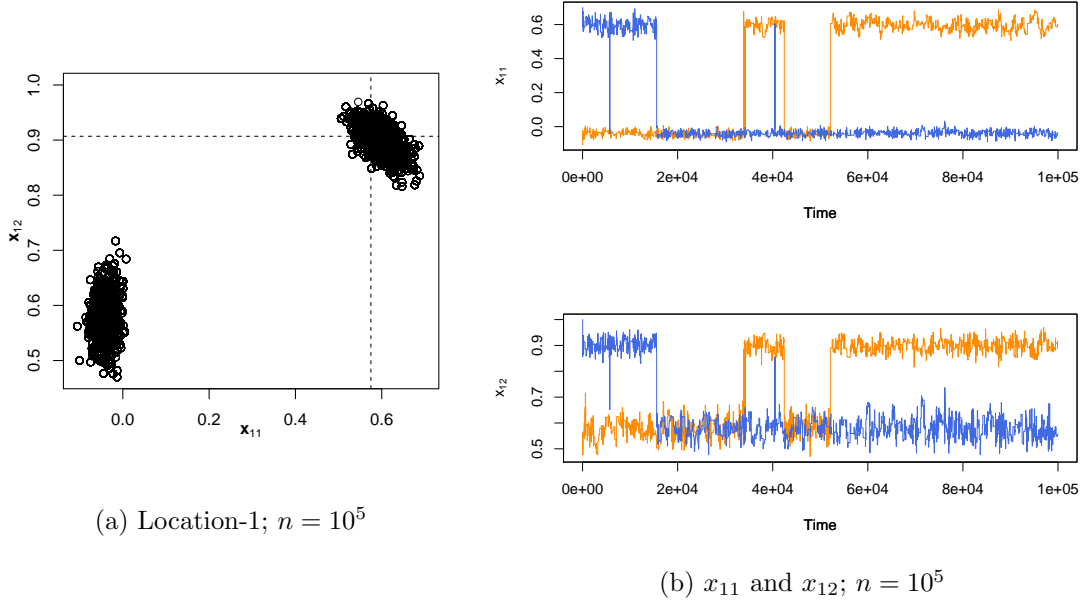 1.0
0.9
0.8
0.7
0.6
0.5
x12
0.0
0.2
0.4
0.6
x11
(a) Location-1; n = 10^5
0.6
0.4
0.2
0.0
x11
0e+00
2e+04
4e+04
6e+04
8e+04
1e+05
Time
0.9
0.7
0.5
x12
0e+00
2e+04
4e+04
6e+04
8e+04
1e+05
Time
(b) x11 and x12; n = 10^5